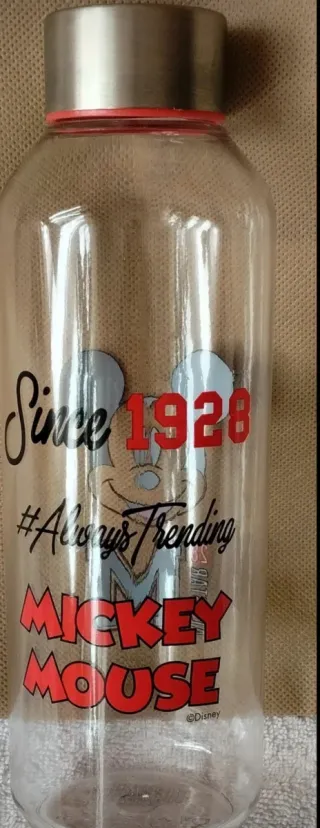 Since 1928
#AlwaysTrending
MICKEY
MOUSE
©Disney